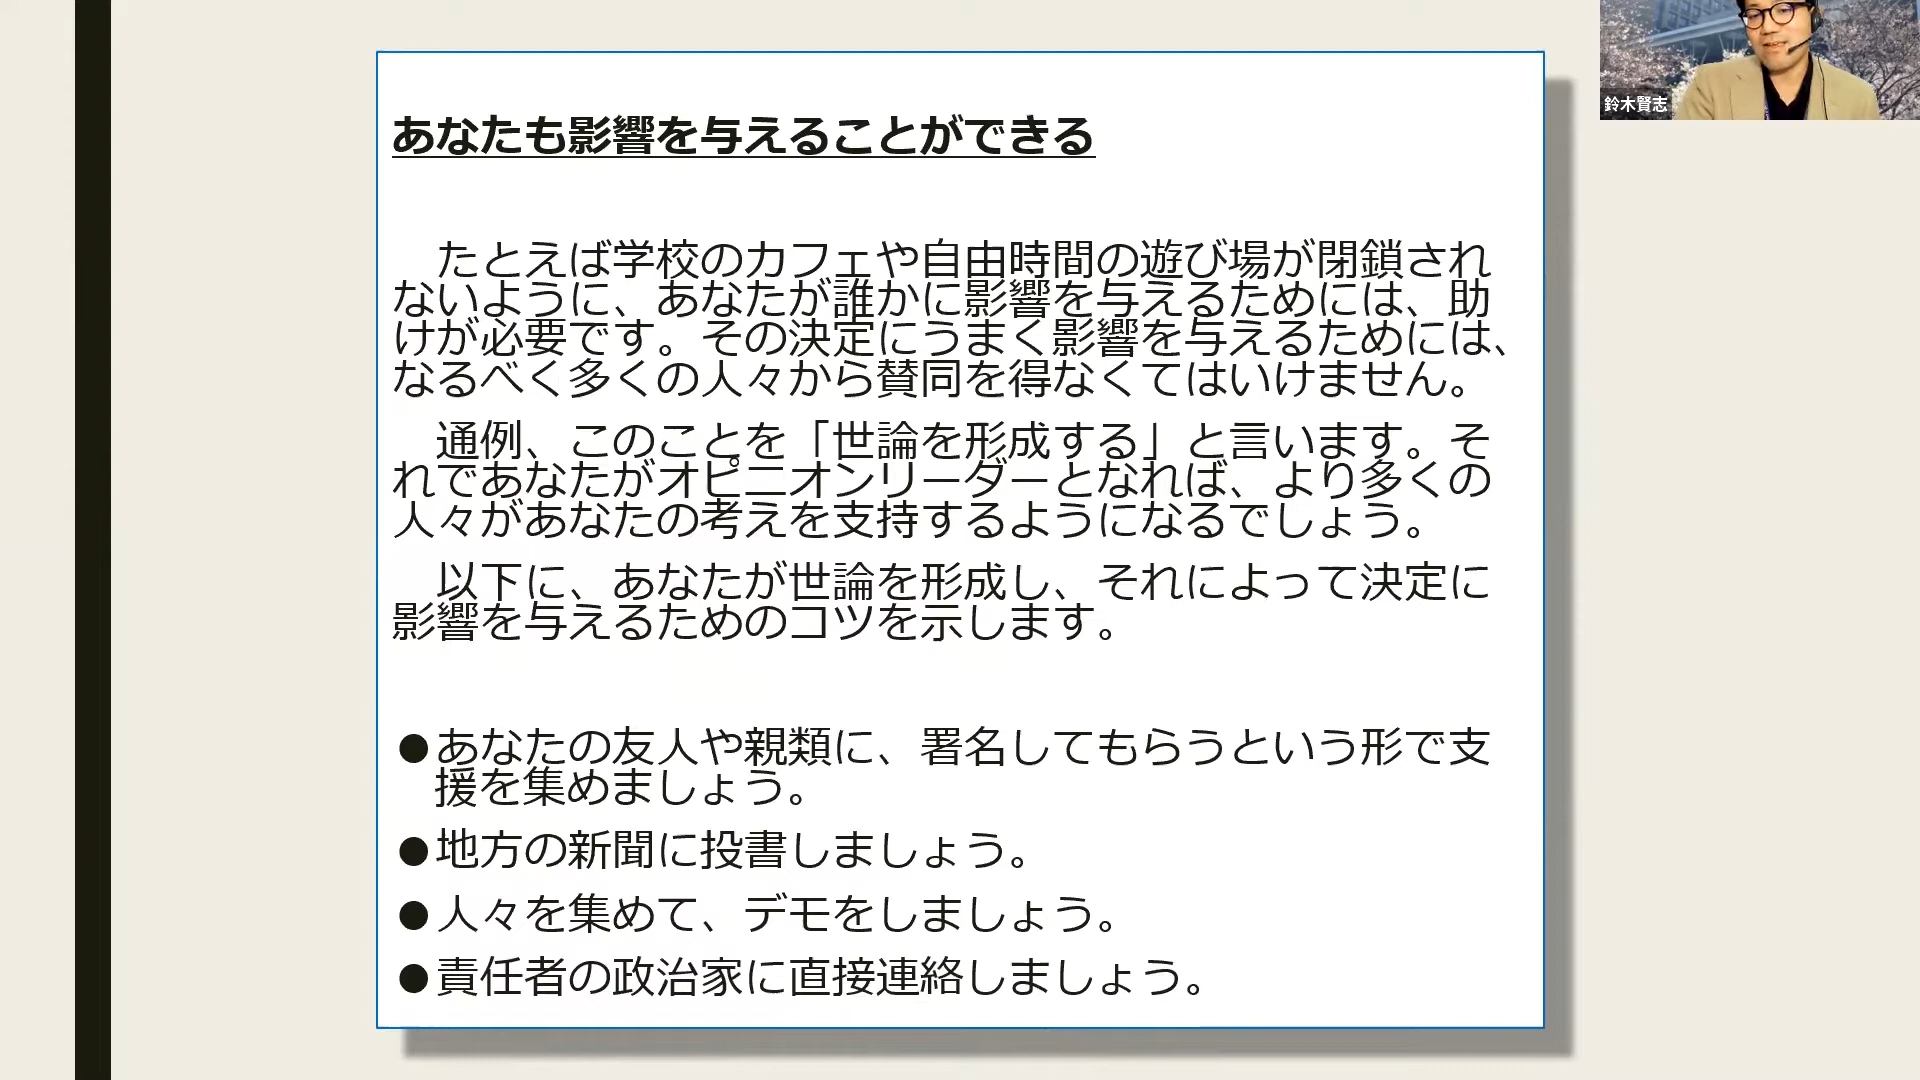 あなたも影響を与えることができる
たとえば学校のカフェや自由時間の遊び場が閉鎖され
ないように、あなたが誰かに影響を与えるためには、助
けが必要です。その決定にうまく影響を与えるためには、
なるべく多くの人々から賛同を得なくてはいけません。
通例、このことを「世論を形成する」と言います。そ
れであなたがオピニオンリーダーとなれば、より多くの
人々があなたの考えを支持するようになるでしょう。
以下に、あなたが世論を形成し、それによって決定に
影響を与えるためのコツを示します。
●あなたの友人や親類に、署名してもらうという形で支
援を集めましょう。
●地方の新聞に投書しましょう。
●人々を集めて、デモをしましょう。
●責任者の政治家に直接連絡しましょう。
鈴木賢志